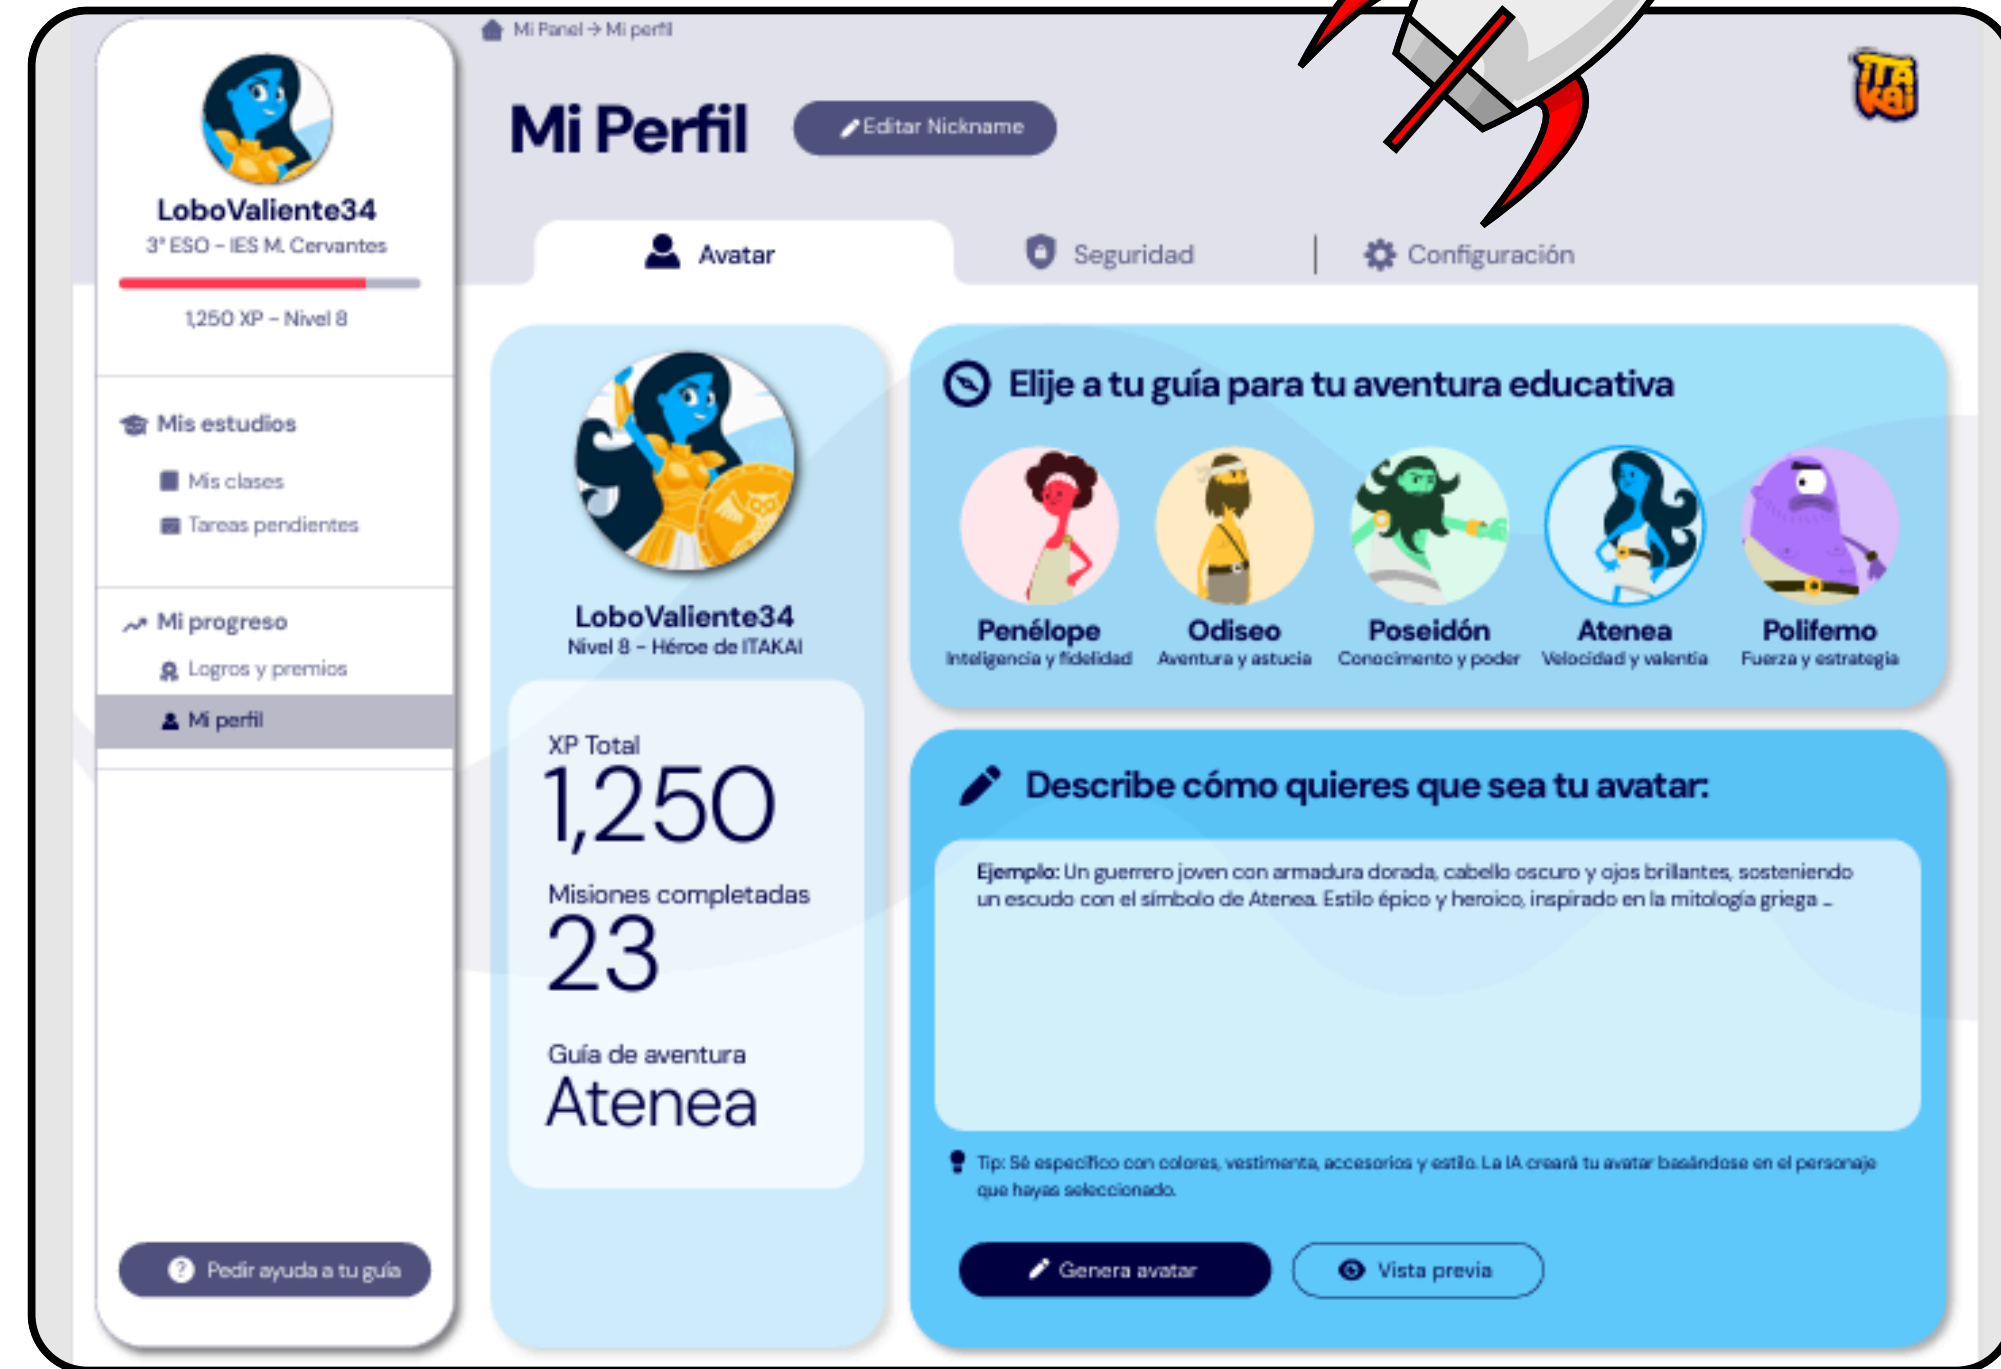 Mi Panel → Mi perfil
ITAKAI
Mi Perfil
Editar Nickname
LoboValiente34
3º ESO - IES M. Cervantes
1,250 XP - Nivel 8
Mis estudios
Mis clases
Tareas pendientes
Mi progreso
Logros y premios
Mi perfil
Pedir ayuda a tu guía
Avatar
Seguridad
Configuración
LoboValiente34
Nivel 8 - Héroe de ITAKAI
XP Total
1,250
Misiones completadas
23
Guía de aventura
Atenea
Elije a tu guía para tu aventura educativa
Penélope
Inteligencia y fidelidad
Odiseo
Aventura y astucia
Poseidón
Conocimento y poder
Atenea
Velocidad y valentía
Polifemo
Fuerza y estrategia
Describe cómo quieres que sea tu avatar:
Ejemplo: Un guerrero joven con armadura dorada, cabello oscuro y ojos brillantes, sosteniendo
un escudo con el símbolo de Atenea. Estilo épico y heroico, inspirado en la mitología griega ...
Tip: Sé específico con colores, vestimenta, accesorios y estilo. La IA creará tu avatar basándose en el personaje
que hayas seleccionado.
Genera avatar
Vista previa